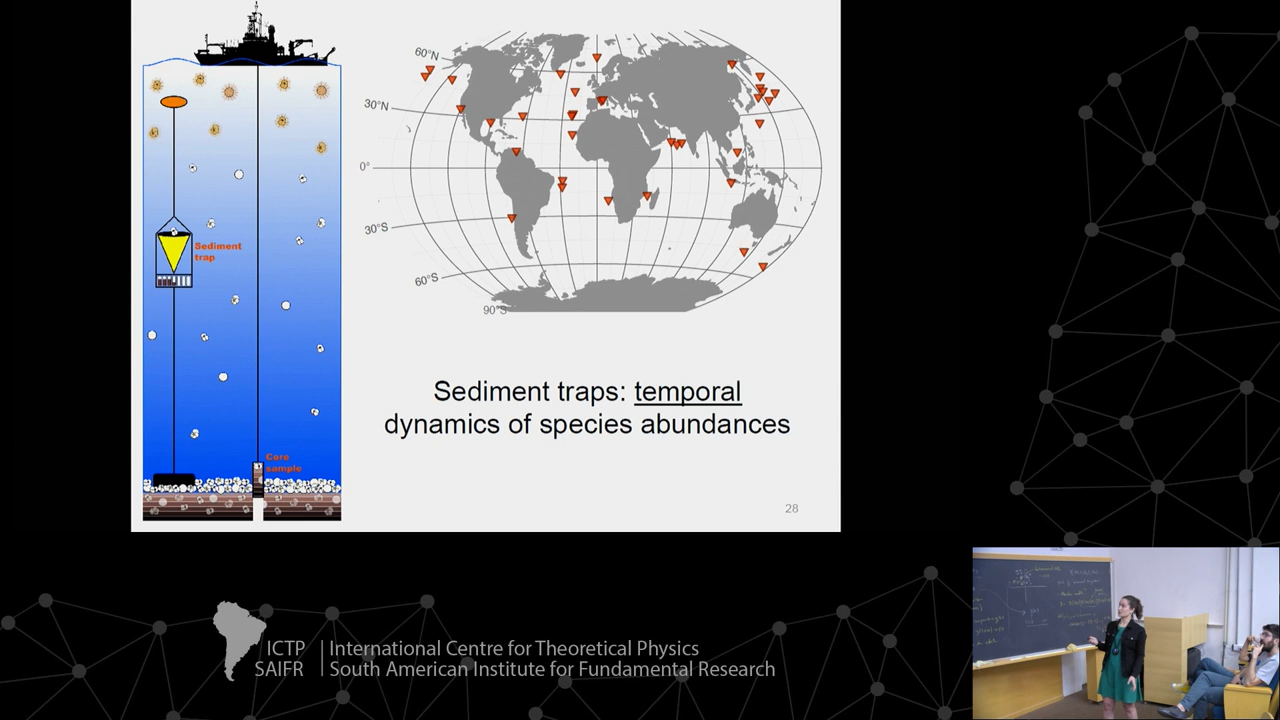 Sediment
trap
Core
sample
60°N
30°N
0°
30°S
60°S
90°S
Sediment traps: temporal
dynamics of species abundances
28
ICTP
SAIFR
International Centre for Theoretical Physics
South American Institute for Fundamental Research